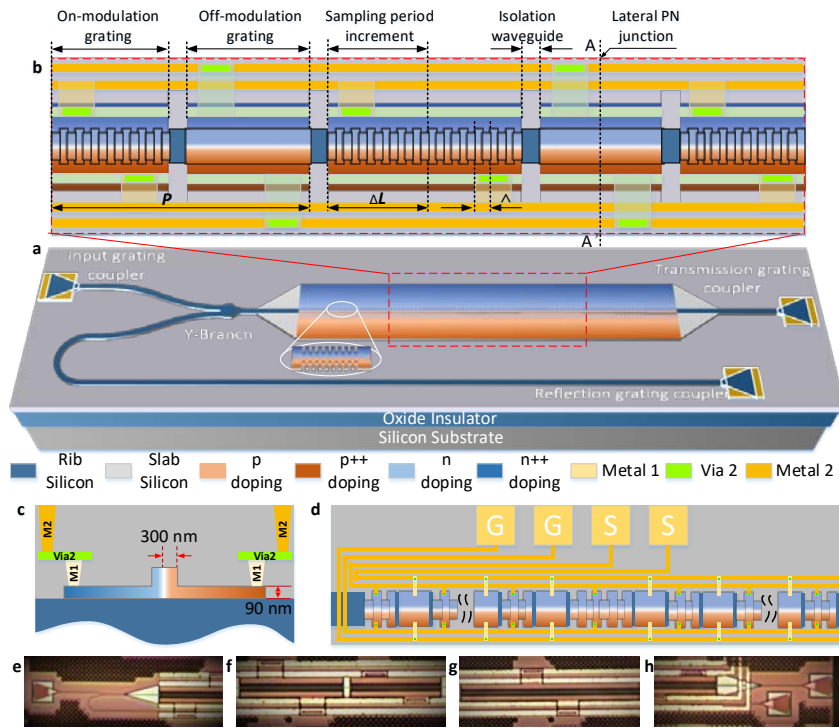 On-modulation grating
Off-modulation grating
Sampling period increment
Isolation waveguide
A
Lateral PN junction
b
P
ΔL
Λ
A'
a
Input grating coupler
Y-Branch
Transmission grating coupler
Reflection grating coupler
Oxide Insulator
Silicon Substrate
Rib Silicon
Slab Silicon
p doping
p++ doping
n doping
n++ doping
Metal 1
Via 2
Metal 2
c
M2
Via2
M1
300 nm
M2
Via2
M1
90 nm
d
G G S S
e
f
g
h